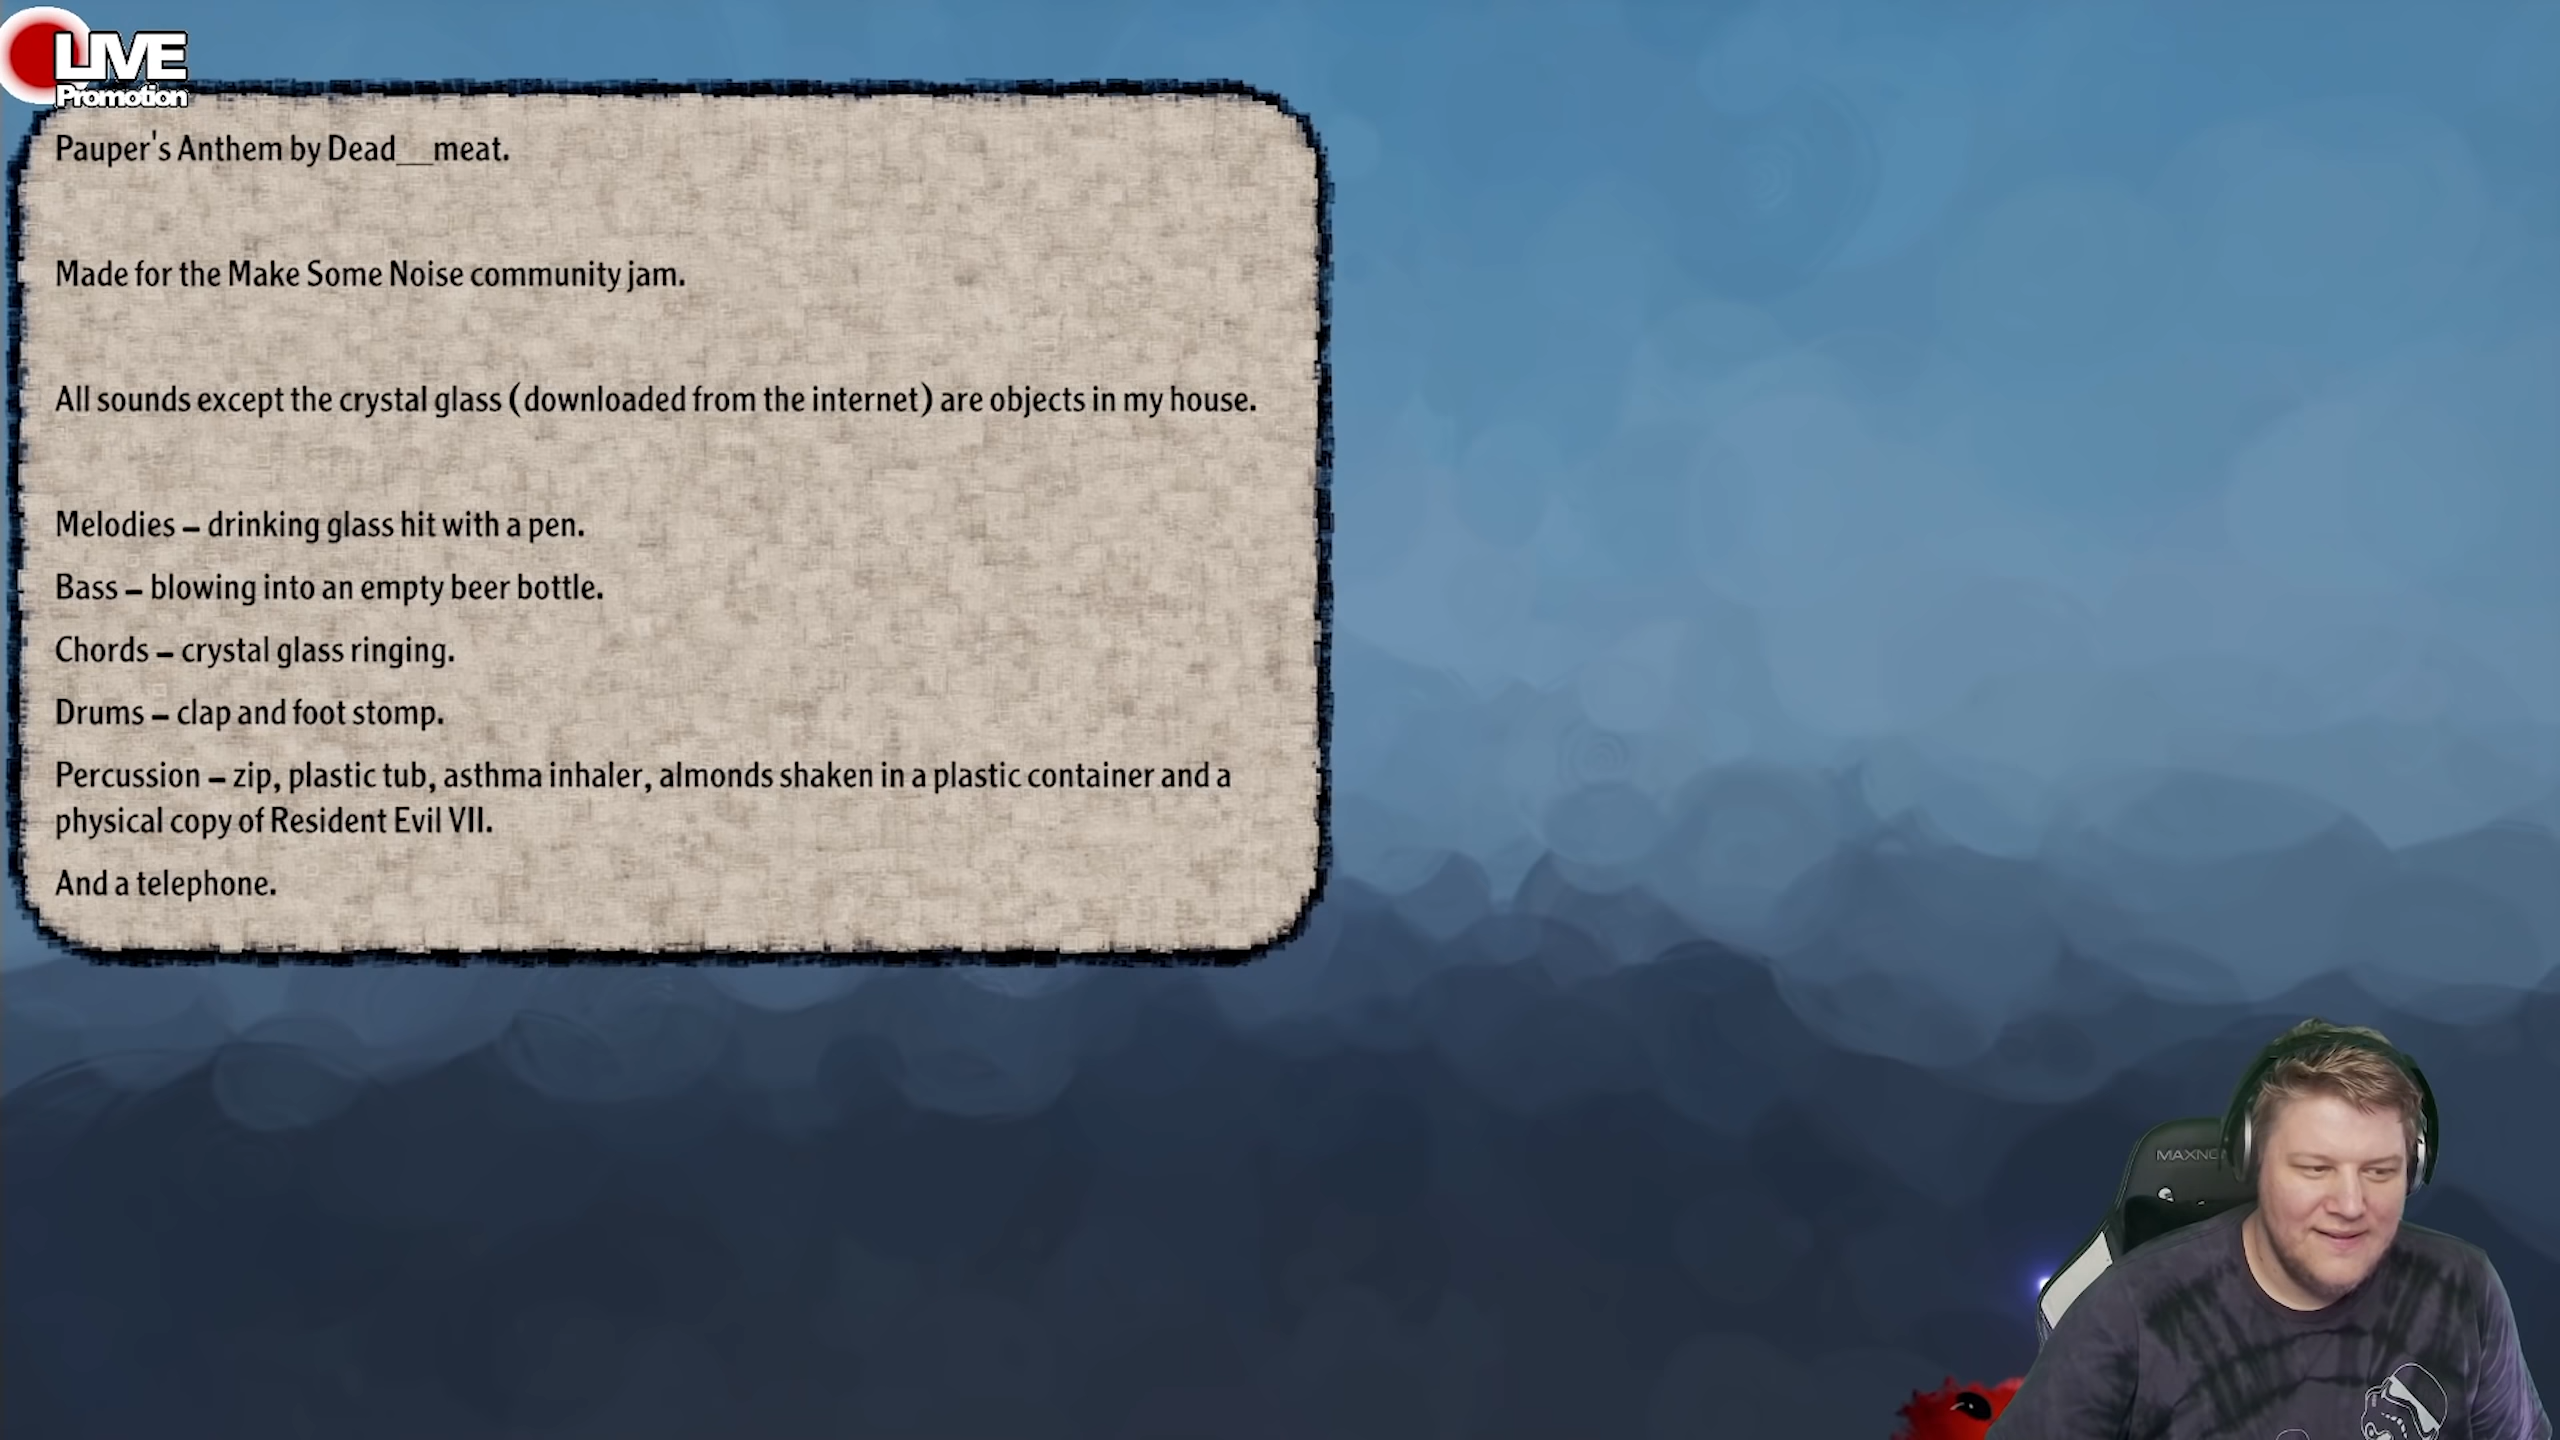 LIVE
Promotion
Pauper's Anthem by Dead__meat.
Made for the Make Some Noise community jam.
All sounds except the crystal glass (downloaded from the internet) are objects in my house.
Melodies – drinking glass hit with a pen.
Bass – blowing into an empty beer bottle.
Chords – crystal glass ringing.
Drums – clap and foot stomp.
Percussion – zip, plastic tub, asthma inhaler, almonds shaken in a plastic container and a
physical copy of Resident Evil VII.
And a telephone.